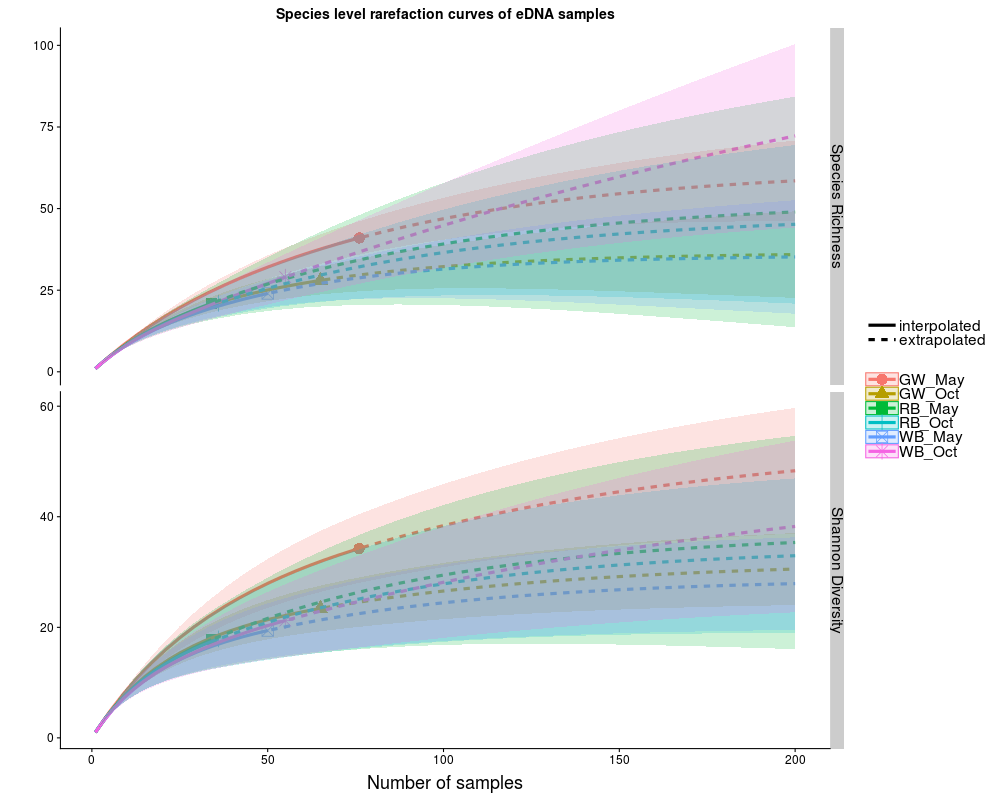 Species level rarefaction curves of eDNA samples
100
75
50
25
0
Species Richness
60
40
20
0
Shannon Diversity
0 50 100 150 200
Number of samples
interpolated
extrapolated
GW_May
GW_Oct
RB_May
RB_Oct
WB_May
WB_Oct